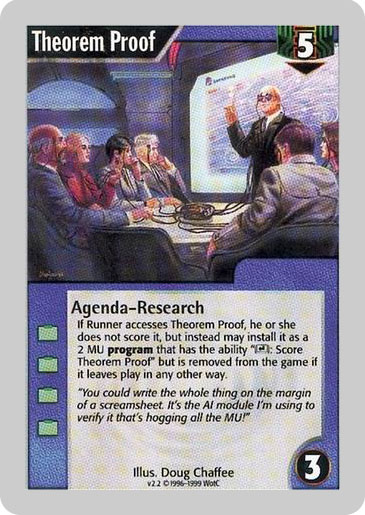 Theorem Proof
5
Agenda-Research
If Runner accesses Theorem Proof, he or she
does not score it, but instead may install it as a
2 MU program that has the ability “: Score
Theorem Proof” but is removed from the game if
it leaves play in any other way.
“You could write the whole thing on the margin
of a screamsheet. It’s the AI module I’m using to
verify it that’s hogging all the MU!”
Illus. Doug Chaffee
v2.2 ©1996-1999 WotC
3